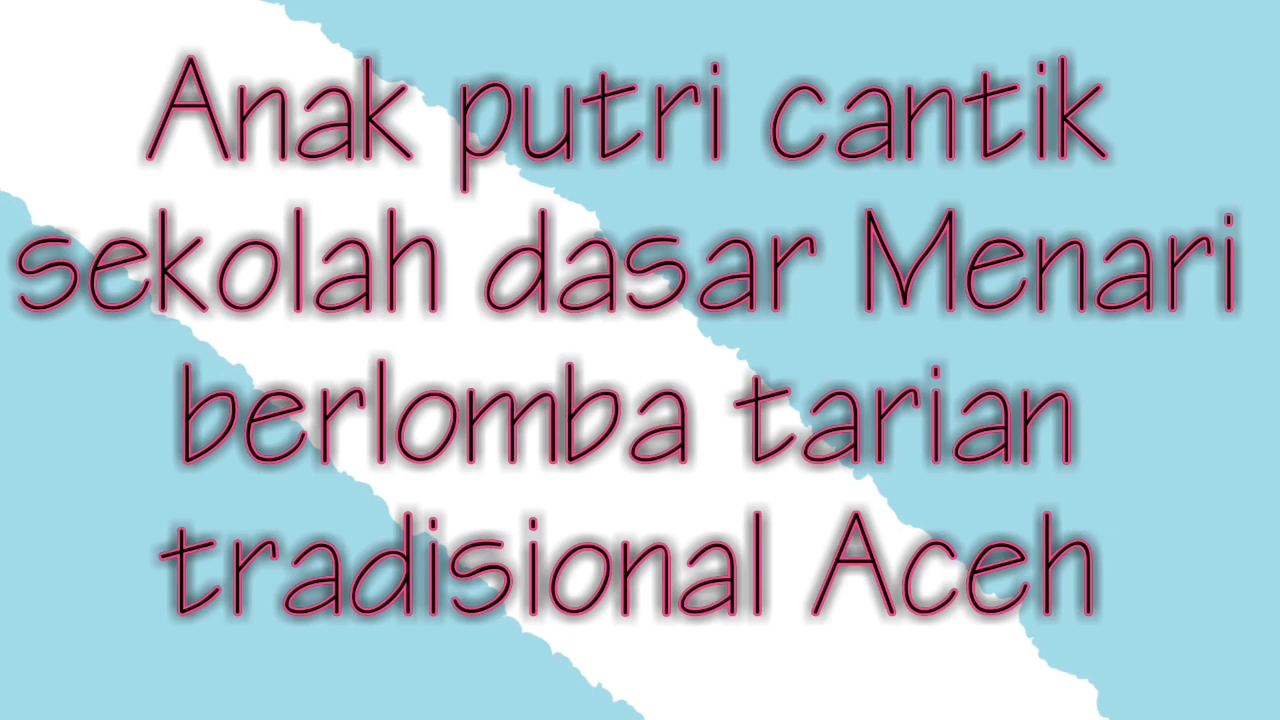 Anak putri cantik
sekolah dasar Menari
berlomba tarian
tradisional Aceh